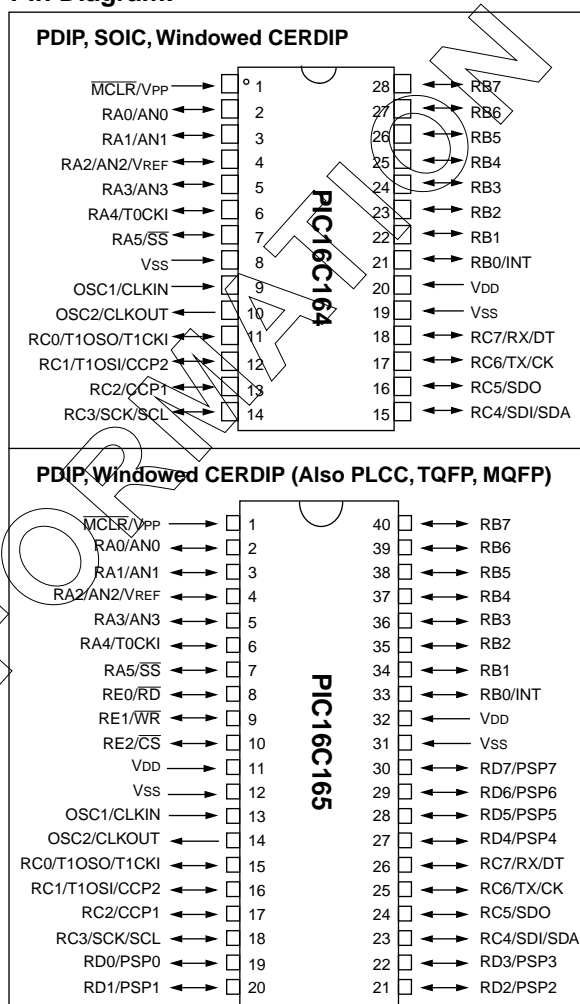 Pin Diagram:
PDIP, SOIC, Windowed CERDIP
MCLR/VPP 1 28 RB7
RA0/AN0 2 27 RB6
RA1/AN1 3 26 RB5
RA2/AN2/VREF 4 25 RB4
RA3/AN3 5 24 RB3
RA4/T0CKI 6 23 RB2
RA5/SS 7 22 RB1
VSS 8 21 RB0/INT
OSC1/CLKIN 9 20 VDD
OSC2/CLKOUT 10 19 VSS
RC0/T1OSO/T1CKI 11 18 RC7/RX/DT
RC1/T1OSI/CCP2 12 17 RC6/TX/CK
RC2/CCP1 13 16 RC5/SDO
RC3/SCK/SCL 14 15 RC4/SDI/SDA
PIC16C164
PDIP, Windowed CERDIP (Also PLCC, TQFP, MQFP)
MCLR/VPP 1 40 RB7
RA0/AN0 2 39 RB6
RA1/AN1 3 38 RB5
RA2/AN2/VREF 4 37 RB4
RA3/AN3 5 36 RB3
RA4/T0CKI 6 35 RB2
RA5/SS 7 34 RB1
RE0/RD 8 33 RB0/INT
RE1/WR 9 32 VDD
RE2/CS 10 31 VSS
VDD 11 30 RD7/PSP7
VSS 12 29 RD6/PSP6
OSC1/CLKIN 13 28 RD5/PSP5
OSC2/CLKOUT 14 27 RD4/PSP4
RC0/T1OSO/T1CKI 15 26 RC7/RX/DT
RC1/T1OSI/CCP2 16 25 RC6/TX/CK
RC2/CCP1 17 24 RC5/SDO
RC3/SCK/SCL 18 23 RC4/SDI/SDA
RD0/PSP0 19 22 RD3/PSP3
RD1/PSP1 20 21 RD2/PSP2
PIC16C165
ORMATION